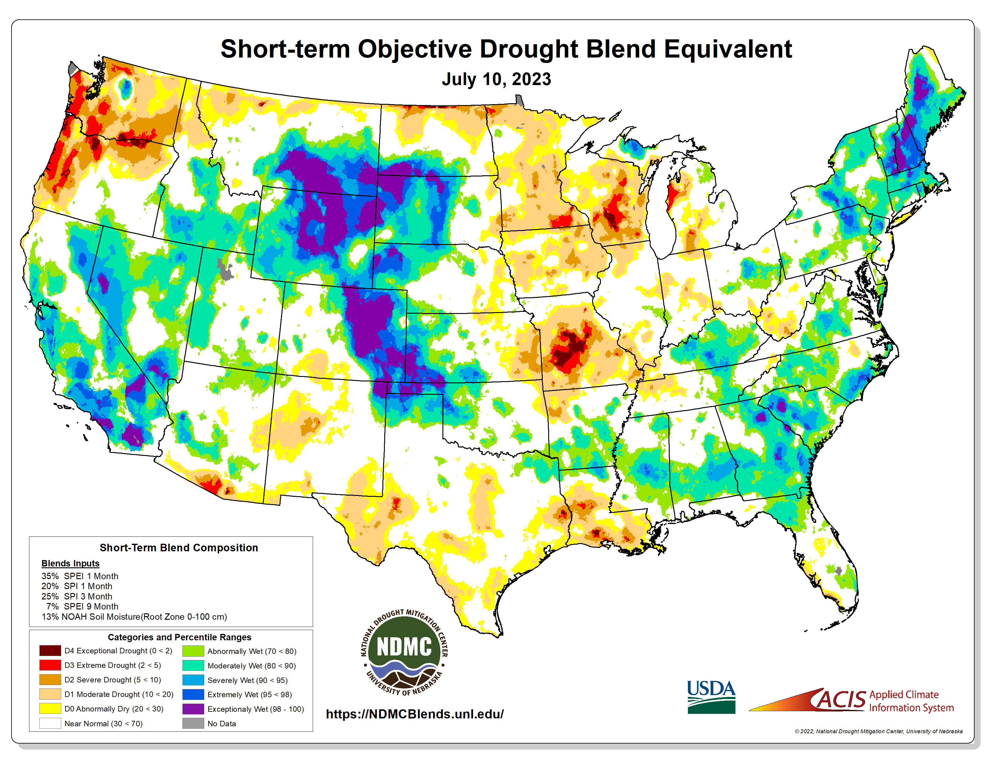 Short-term Objective Drought Blend Equivalent
July 10, 2023
Short-Term Blend Composition
Blends Inputs
35% SPEI 1 Month
20% SPI 1 Month
25% SPI 3 Month
7% SPEI 9 Month
13% NOAH Soil Moisture(Root Zone 0-100 cm)
Categories and Percentile Ranges
D4 Exceptional Drought (0 < 2)
D3 Extreme Drought (2 < 5)
D2 Severe Drought (5 < 10)
D1 Moderate Drought (10 < 20)
D0 Abnormally Dry (20 < 30)
Near Normal (30 < 70)
Abnormally Wet (70 < 80)
Moderately Wet (80 < 90)
Severely Wet (90 < 95)
Extremely Wet (95 < 98)
Exceptionaly Wet (98 - 100)
No Data
NATIONAL DROUGHT MITIGATION CENTER
NDMC
• UNIVERSITY OF NEBRASKA •
https://NDMCBlends.unl.edu/
USDA
ACIS
Applied Climate
Information System
© 2022, National Drought Mitigation Center, University of Nebraska